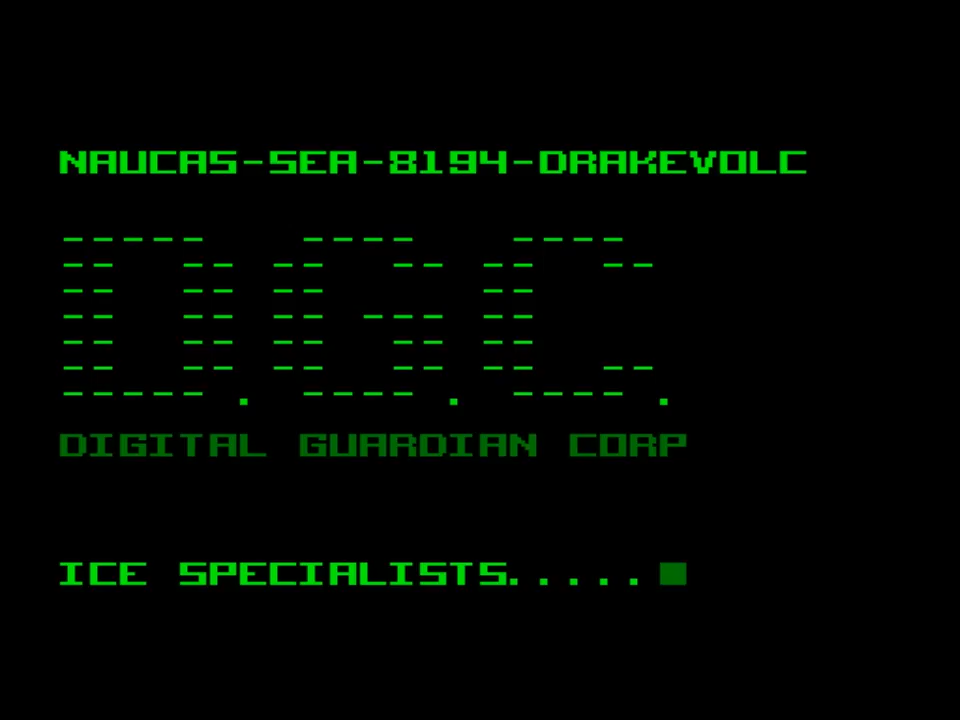 NAUCAS-SEA-8194-DRAKEVOLC
D.G.C.
DIGITAL GUARDIAN CORP
ICE SPECIALISTS.....